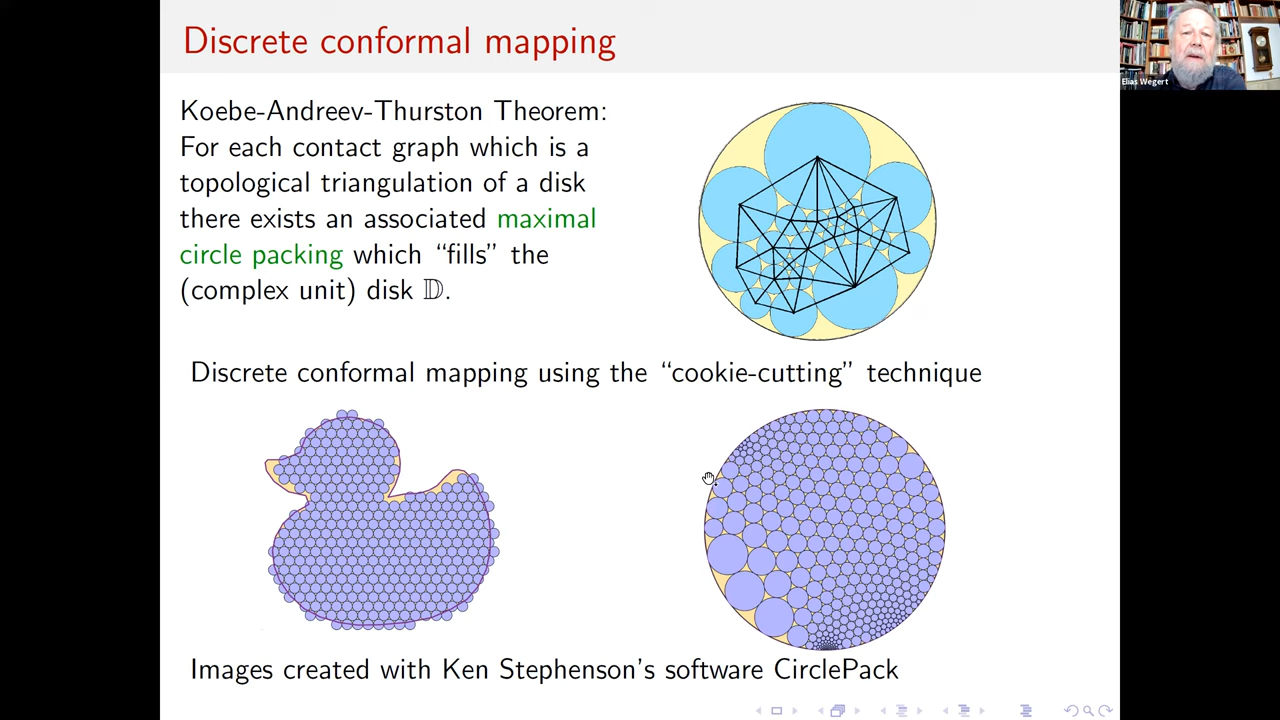 Discrete conformal mapping
Elias Wegert
Koebe-Andreev-Thurston Theorem:
For each contact graph which is a
topological triangulation of a disk
there exists an associated maximal
circle packing which “fills” the
(complex unit) disk 𝔻.
Discrete conformal mapping using the “cookie-cutting” technique
Images created with Ken Stephenson's software CirclePack